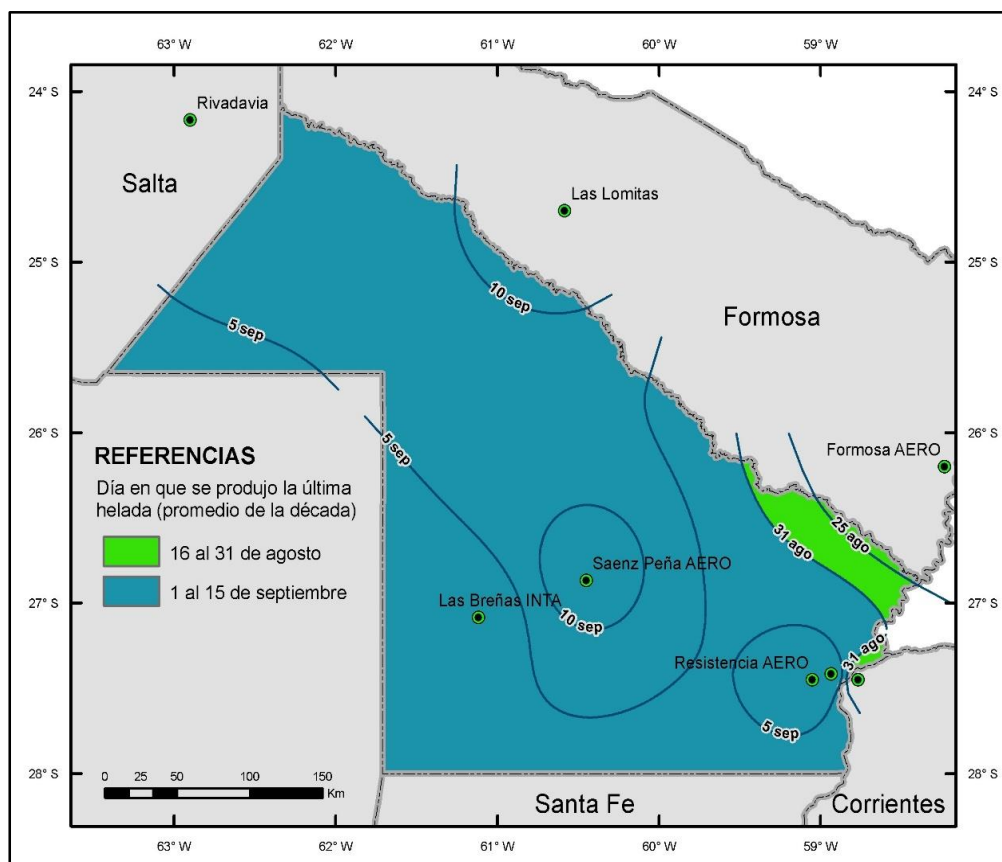 63° W 62° W 61° W 60° W 59° W
24° S 24° S
Rivadavia
Salta
Las Lomitas
25° S 25° S
10 sep
5 sep
Formosa
26° S 26° S
5 sep
Formosa AERO
REFERENCIAS
Día en que se produjo la última
helada (promedio de la década)
16 al 31 de agosto
1 al 15 de septiembre
25 ago
31 ago
Saenz Peña AERO
Las Breñas INTA
10 sep
27° S 27° S
31 ago
Resistencia AERO
5 sep
28° S 28° S
0 25 50 100 150
Km
Santa Fe
Corrientes
63° W 62° W 61° W 60° W 59° W